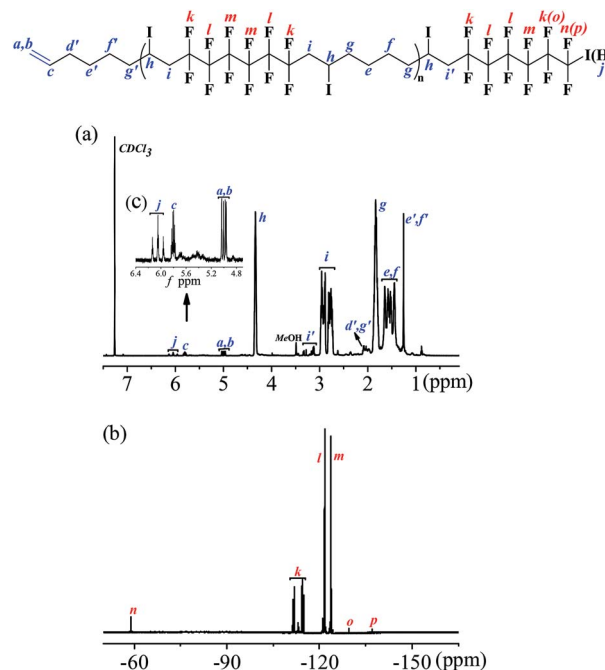 k l m m l k k l l m k(o) n(p)
I F F F F F F I F F F F F F
a,b c d' e' f' g' h i i h g e f g n h i' I(H) j
F F F F F F I F F F F F F
(a)
CDCl3
(c)
j c a,b
6.4 6.0 5.6 5.2 4.7
f ppm
h
i
g
e',f'
e,f
j c a,b MeOH i' d',g'
7 6 5 4 3 2 1 (ppm)
(b)
l m
k
n o p
-60 -90 -120 -150 (ppm)